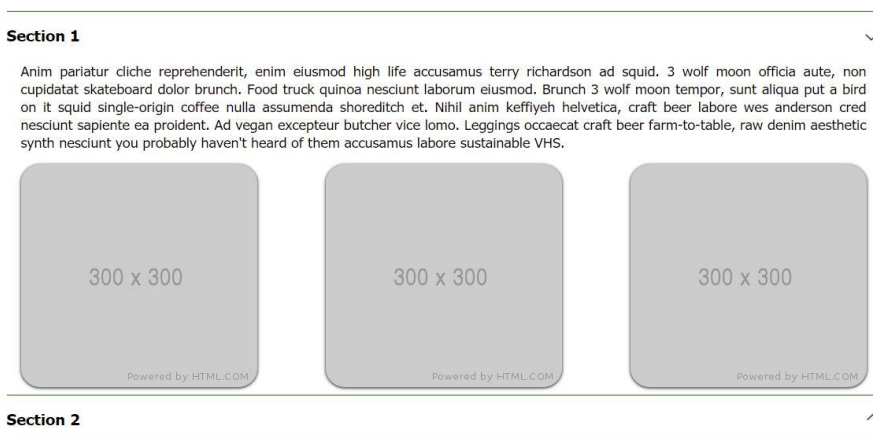 Section 1
Anim pariatur cliche reprehenderit, enim eiusmod high life accusamus terry richardson ad squid. 3 wolf moon officia aute, non
cupidatat skateboard dolor brunch. Food truck quinoa nesciunt laborum eiusmod. Brunch 3 wolf moon tempor, sunt aliqua put a bird
on it squid single-origin coffee nulla assumenda shoreditch et. Nihil anim keffiyeh helvetica, craft beer labore wes anderson cred
nesciunt sapiente ea proident. Ad vegan excepteur butcher vice lomo. Leggings occaecat craft beer farm-to-table, raw denim aesthetic
synth nesciunt you probably haven't heard of them accusamus labore sustainable VHS.
300 x 300
Powered by HTML.COM
300 x 300
Powered by HTML.COM
300 x 300
Powered by HTML.COM
Section 2